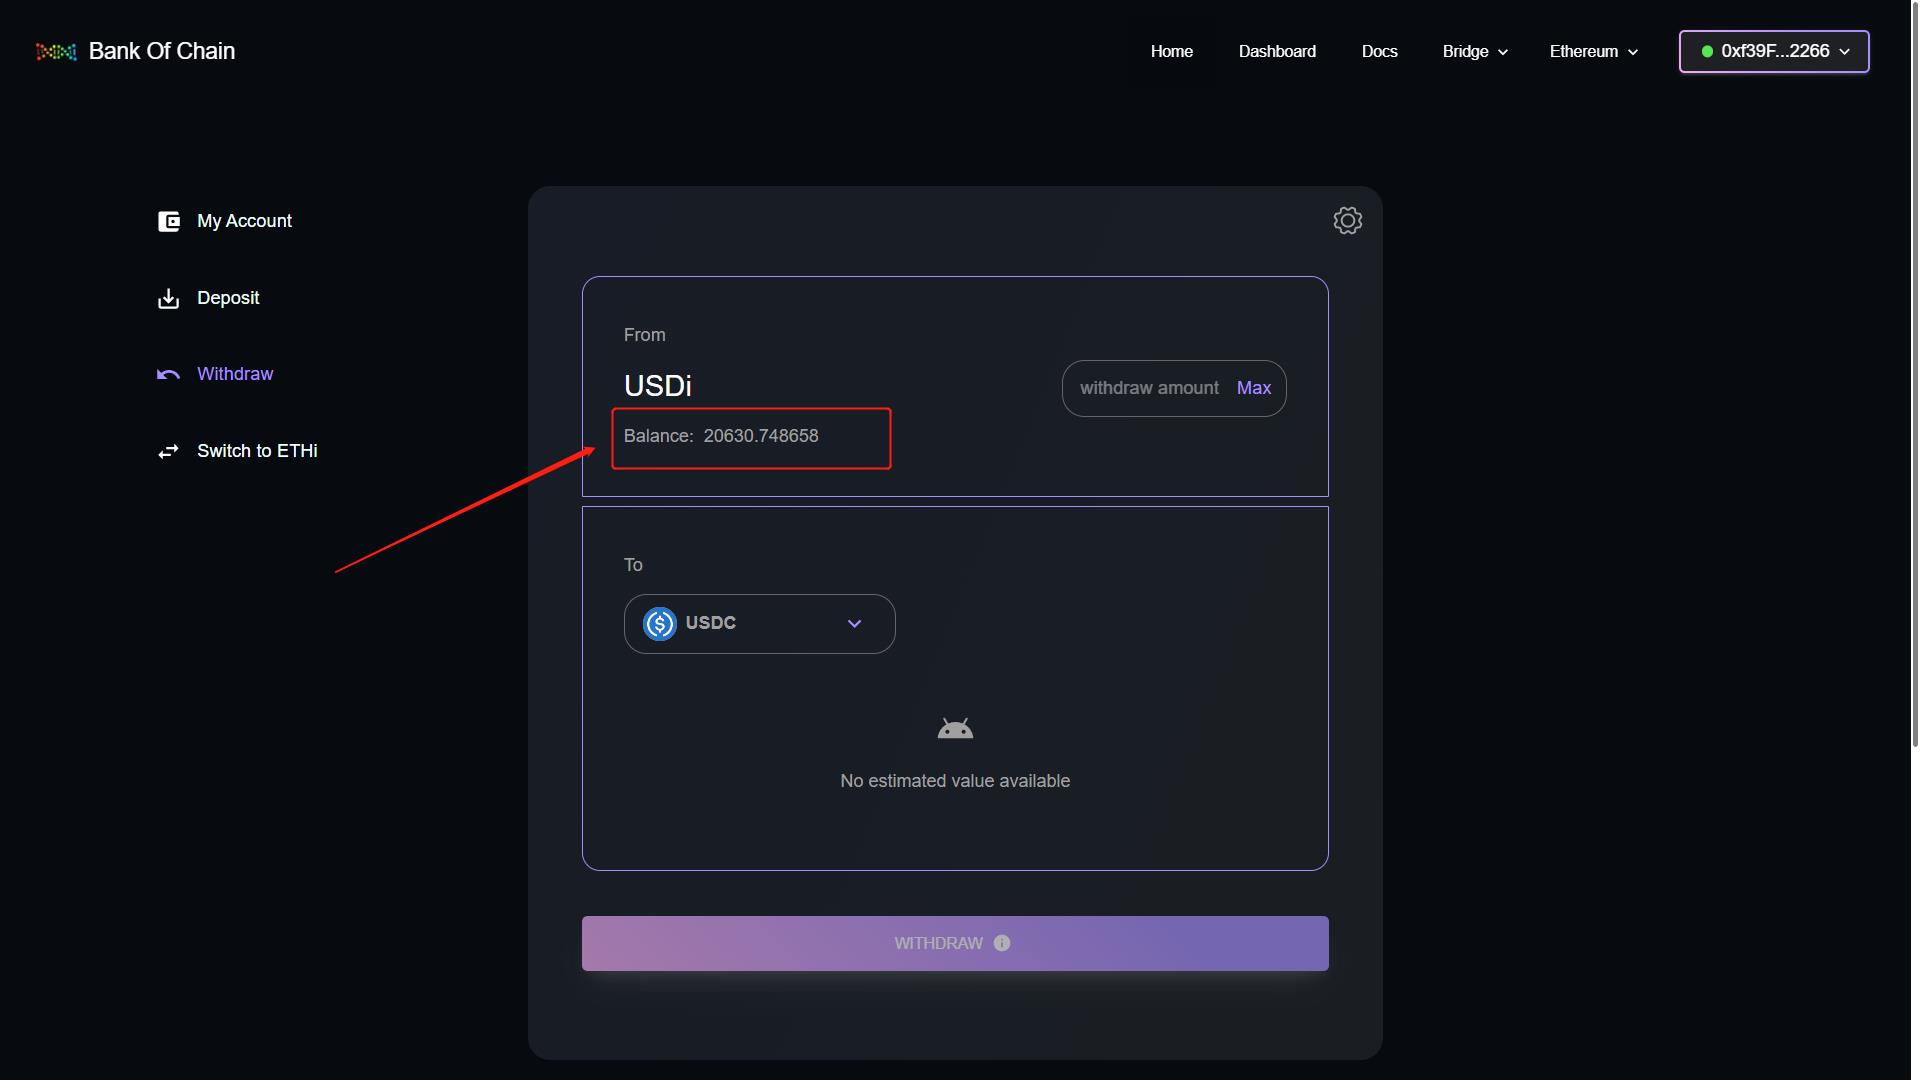 Bank Of Chain
Home
Dashboard
Docs
Bridge
Ethereum
0xf39F...2266
My Account
Deposit
Withdraw
Switch to ETHi
From
USDi
withdraw amount
Max
Balance: 20630.748658
To
USDC
No estimated value available
WITHDRAW